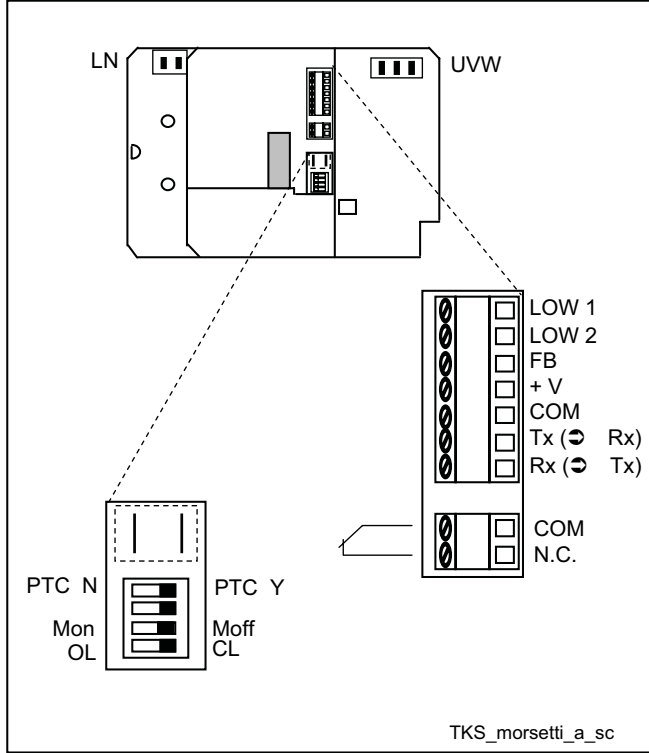 LN
UVW
LOW 1
LOW 2
FB
+ V
COM
Tx (➲ Rx)
Rx (➲ Tx)
COM
N.C.
PTC N PTC Y
Mon Moff
OL CL
TKS_morsetti_a_sc